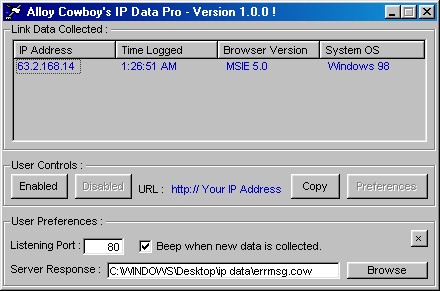 Alloy Cowboy's IP Data Pro - Version 1.0.0 !
Link Data Collected :
IP Address Time Logged Browser Version System OS
63.2.168.14 1:26:51 AM MSIE 5.0 Windows 98
User Controls :
Enabled Disabled URL : http:// Your IP Address Copy Preferences
User Preferences :
Listening Port : 80 Beep when new data is collected. x
Server Response : C:\WINDOWS\Desktop\ip data\errmsg.cow Browse